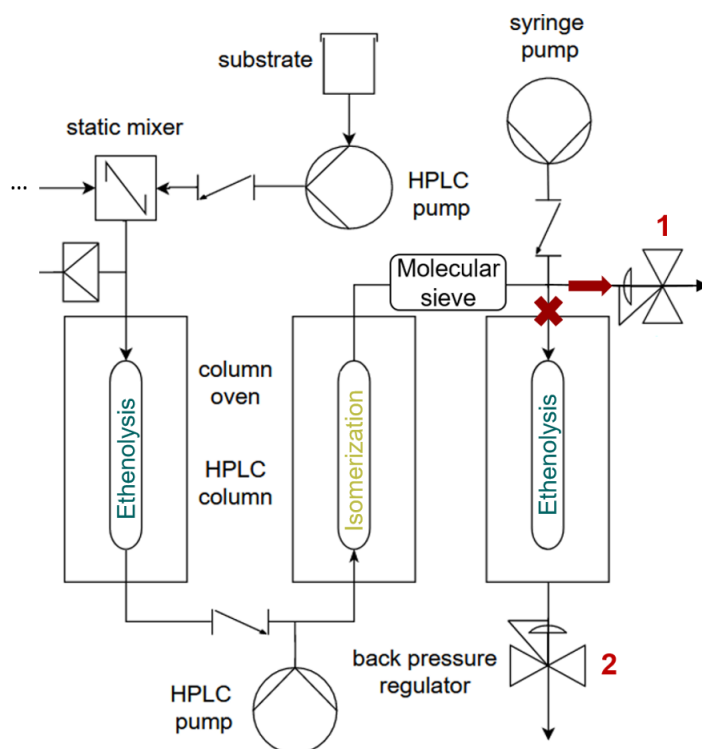 substrate
syringe
pump
static mixer
...
HPLC
pump
1
Molecular
sieve
column
oven
Ethenolysis
HPLC
column
Isomerization
Ethenolysis
back pressure
regulator
2
HPLC
pump